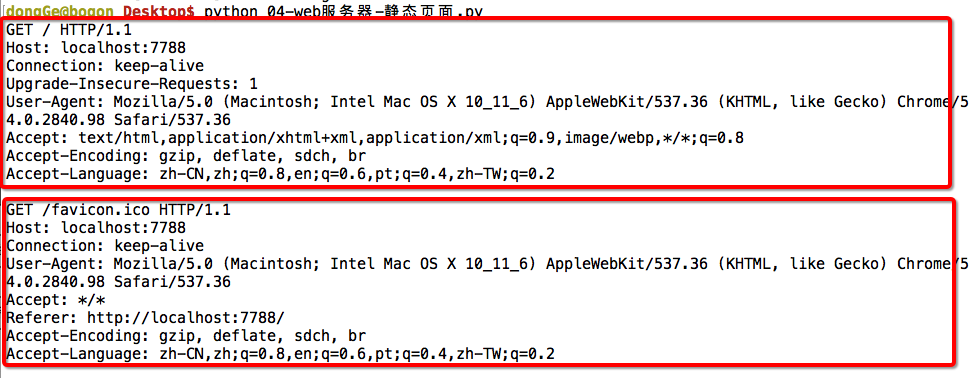 dongGe@bogon Desktop$ python 04-web服务器-静态页面.py
GET / HTTP/1.1
Host: localhost:7788
Connection: keep-alive
Upgrade-Insecure-Requests: 1
User-Agent: Mozilla/5.0 (Macintosh; Intel Mac OS X 10_11_6) AppleWebKit/537.36 (KHTML, like Gecko) Chrome/5
4.0.2840.98 Safari/537.36
Accept: text/html,application/xhtml+xml,application/xml;q=0.9,image/webp,*/*;q=0.8
Accept-Encoding: gzip, deflate, sdch, br
Accept-Language: zh-CN,zh;q=0.8,en;q=0.6,pt;q=0.4,zh-TW;q=0.2
GET /favicon.ico HTTP/1.1
Host: localhost:7788
Connection: keep-alive
User-Agent: Mozilla/5.0 (Macintosh; Intel Mac OS X 10_11_6) AppleWebKit/537.36 (KHTML, like Gecko) Chrome/5
4.0.2840.98 Safari/537.36
Accept: */*
Referer: http://localhost:7788/
Accept-Encoding: gzip, deflate, sdch, br
Accept-Language: zh-CN,zh;q=0.8,en;q=0.6,pt;q=0.4,zh-TW;q=0.2